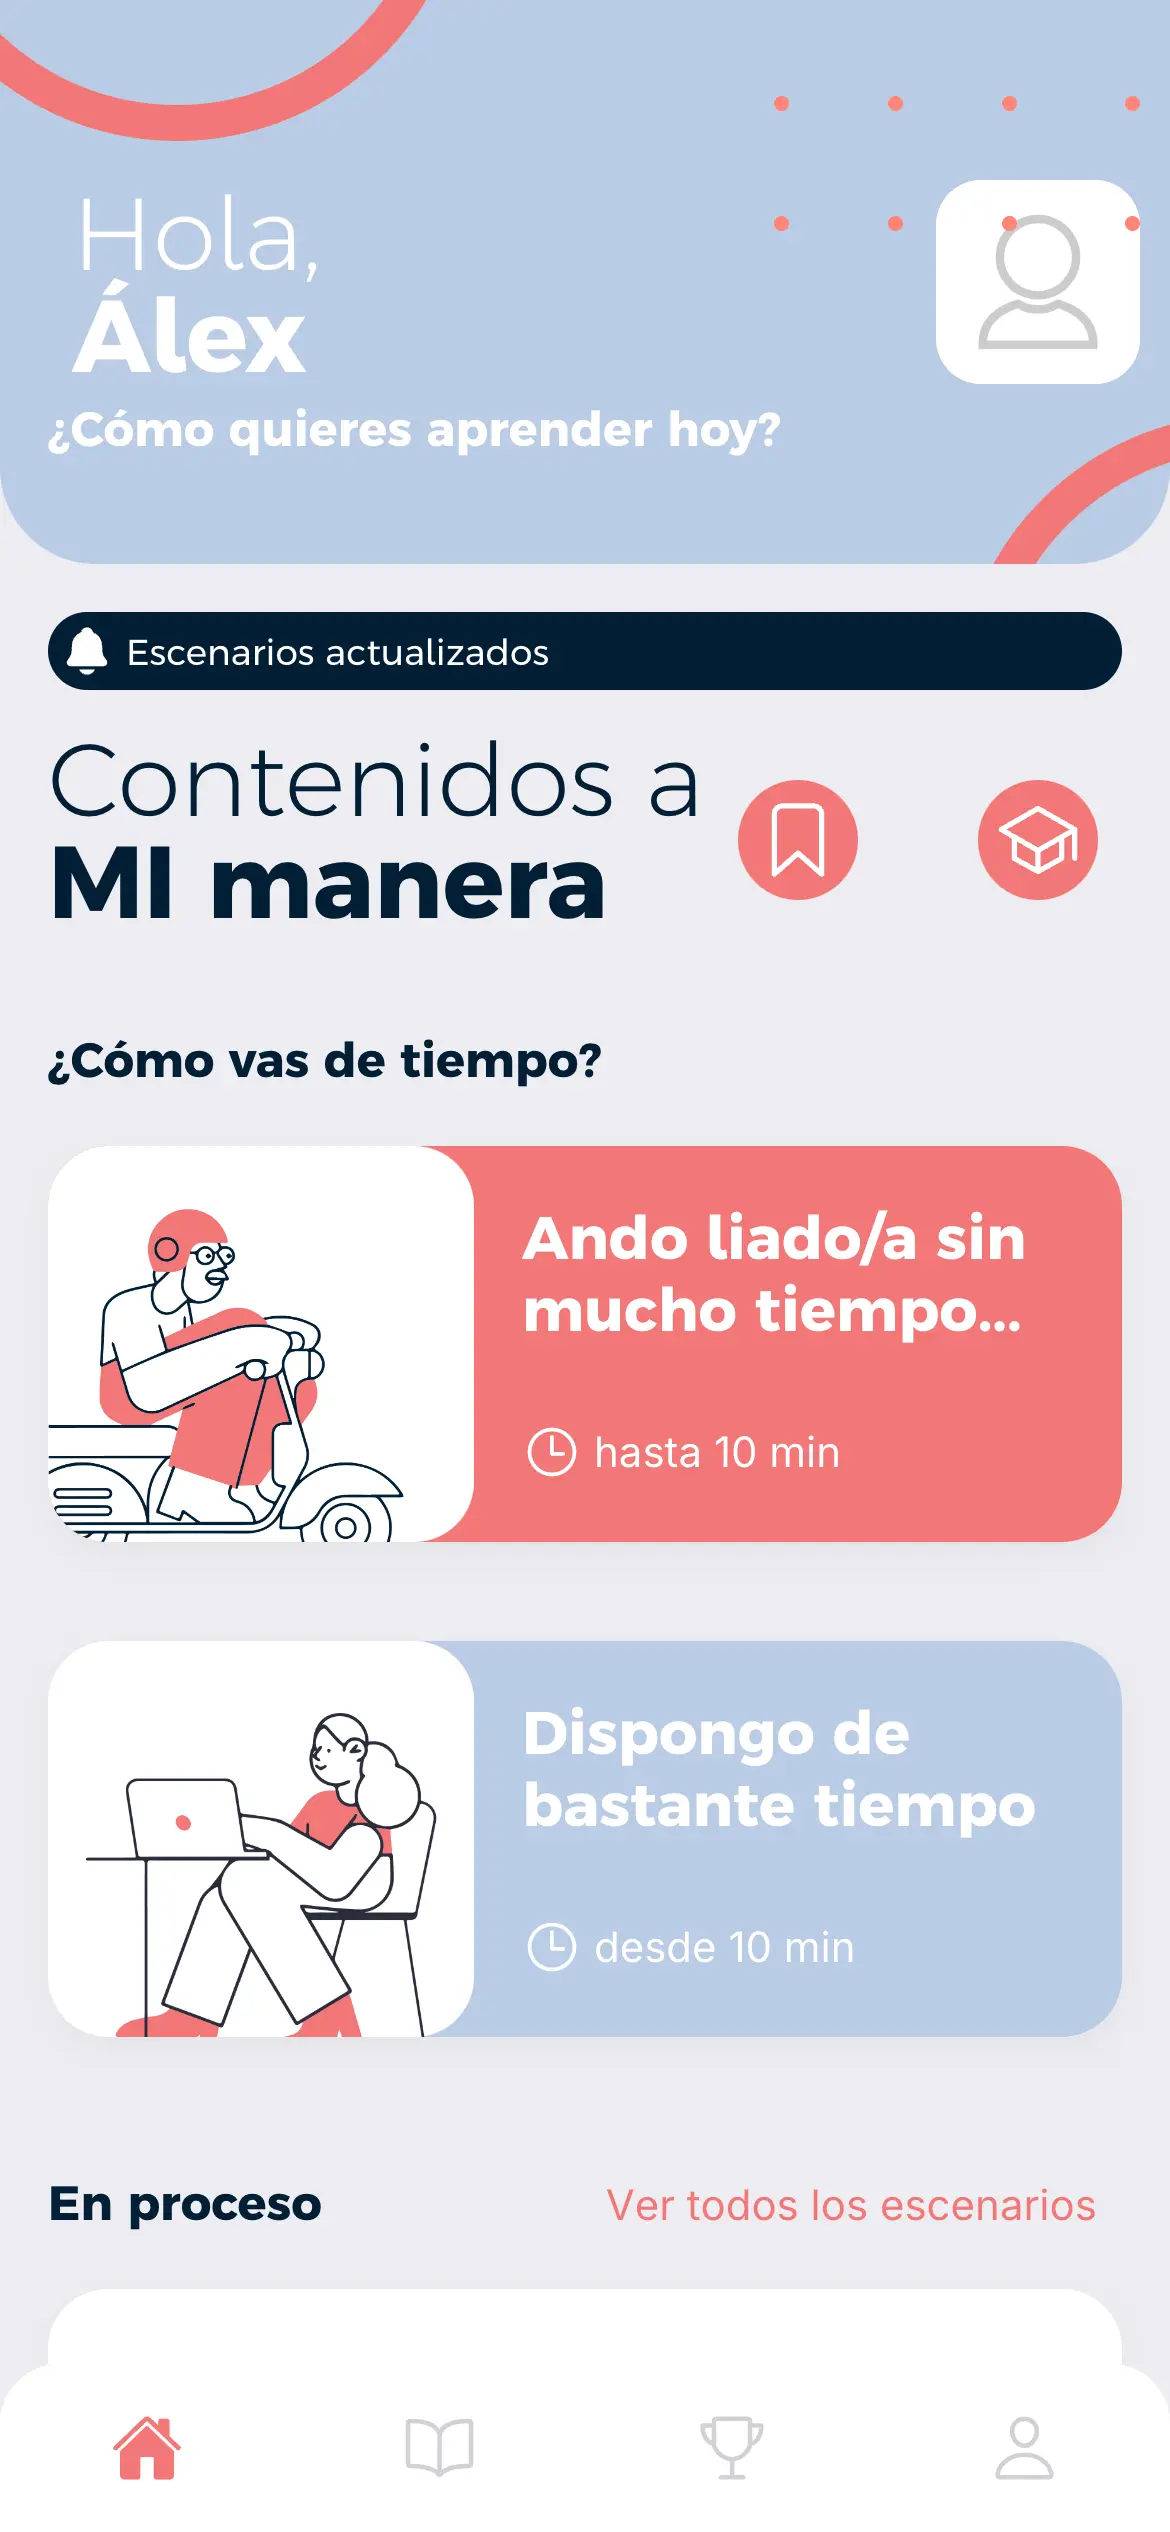 Hola,
Álex
¿Cómo quieres aprender hoy?
Escenarios actualizados
Contenidos a
MI manera
¿Cómo vas de tiempo?
Ando liado/a sin
mucho tiempo...
hasta 10 min
Dispongo de
bastante tiempo
desde 10 min
En proceso
Ver todos los escenarios